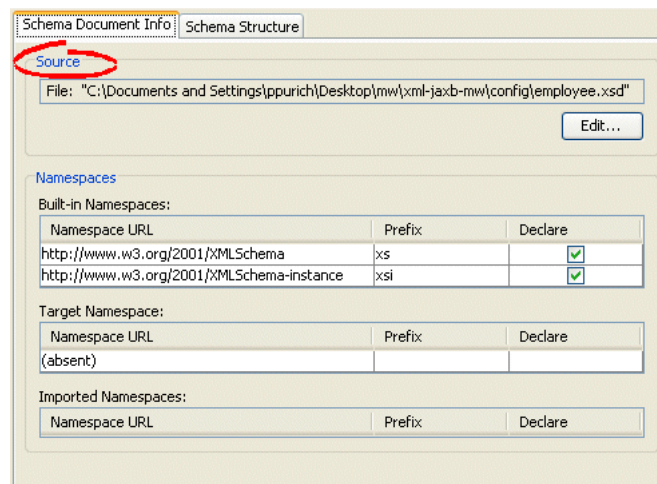 Schema Document Info Schema Structure
Source
File: "C:\Documents and Settings\ppurich\Desktop\mw\xml-jaxb-mw\config\employee.xsd"
Edit...
Namespaces
Built-in Namespaces:
Namespace URL Prefix Declare
http://www.w3.org/2001/XMLSchema xs
http://www.w3.org/2001/XMLSchema-instance xsi
Target Namespace:
Namespace URL Prefix Declare
(absent)
Imported Namespaces:
Namespace URL Prefix Declare